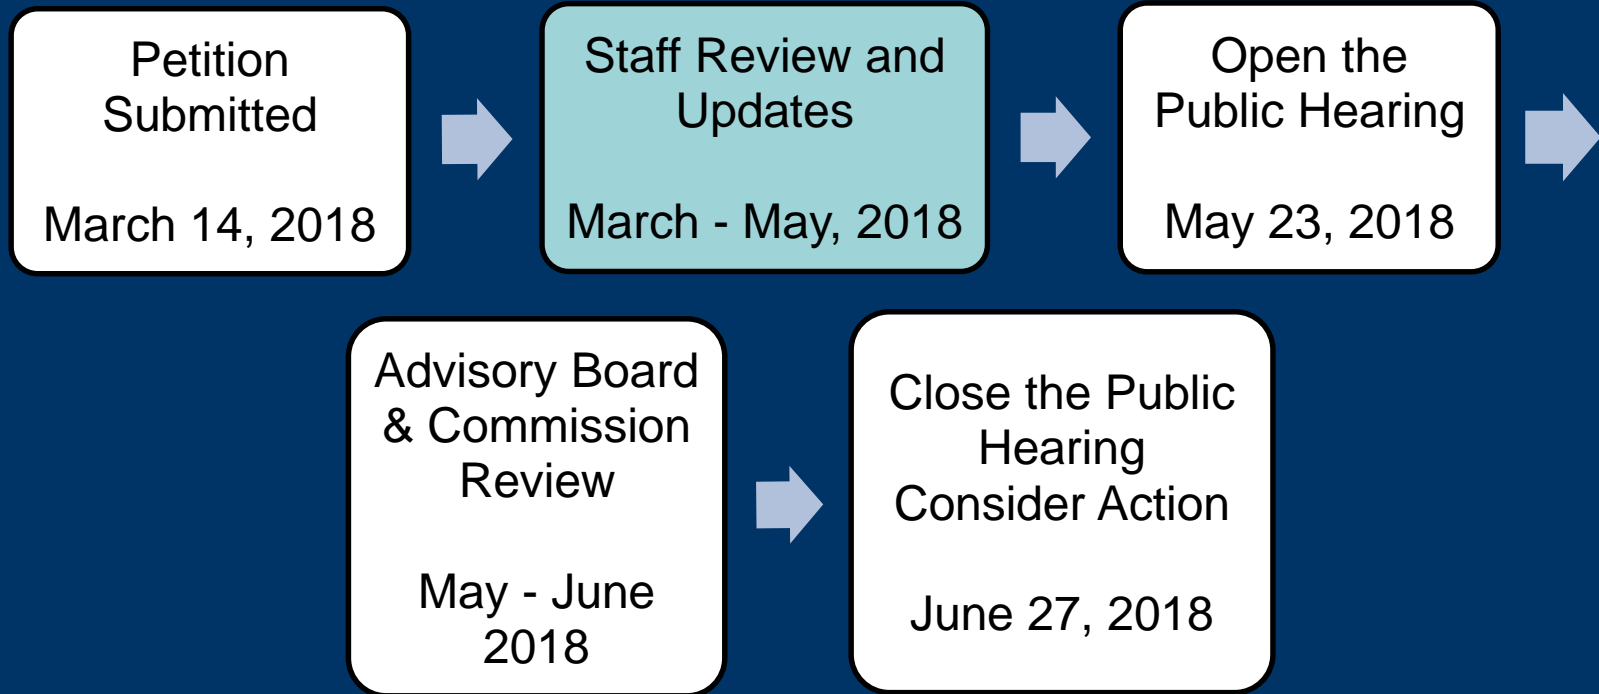 Petition
Submitted
March 14, 2018
Staff Review and
Updates
March - May, 2018
Open the
Public Hearing
May 23, 2018
Advisory Board
& Commission
Review
May - June
2018
Close the Public
Hearing
Consider Action
June 27, 2018